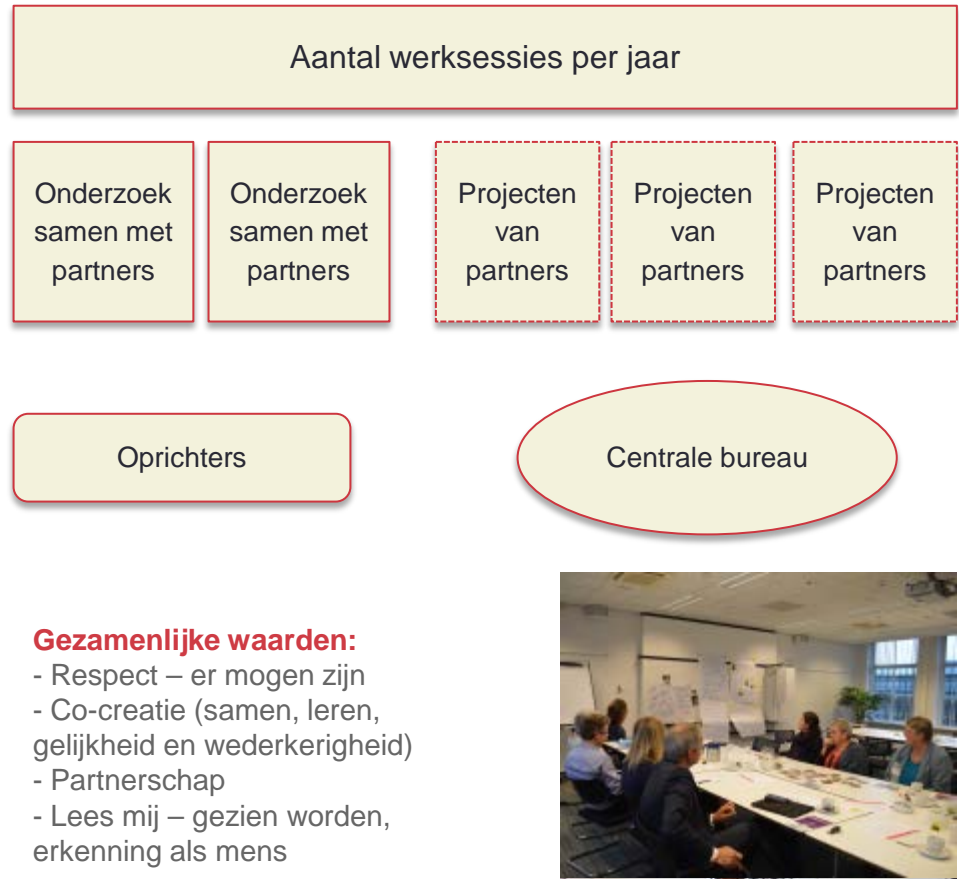 Aantal werksessies per jaar
Onderzoek
samen met
partners
Onderzoek
samen met
partners
Projecten
van
partners
Projecten
van
partners
Projecten
van
partners
Oprichters
Centrale bureau
Gezamenlijke waarden:
- Respect – er mogen zijn
- Co-creatie (samen, leren,
gelijkheid en wederkerigheid)
- Partnerschap
- Lees mij – gezien worden,
erkenning als mens